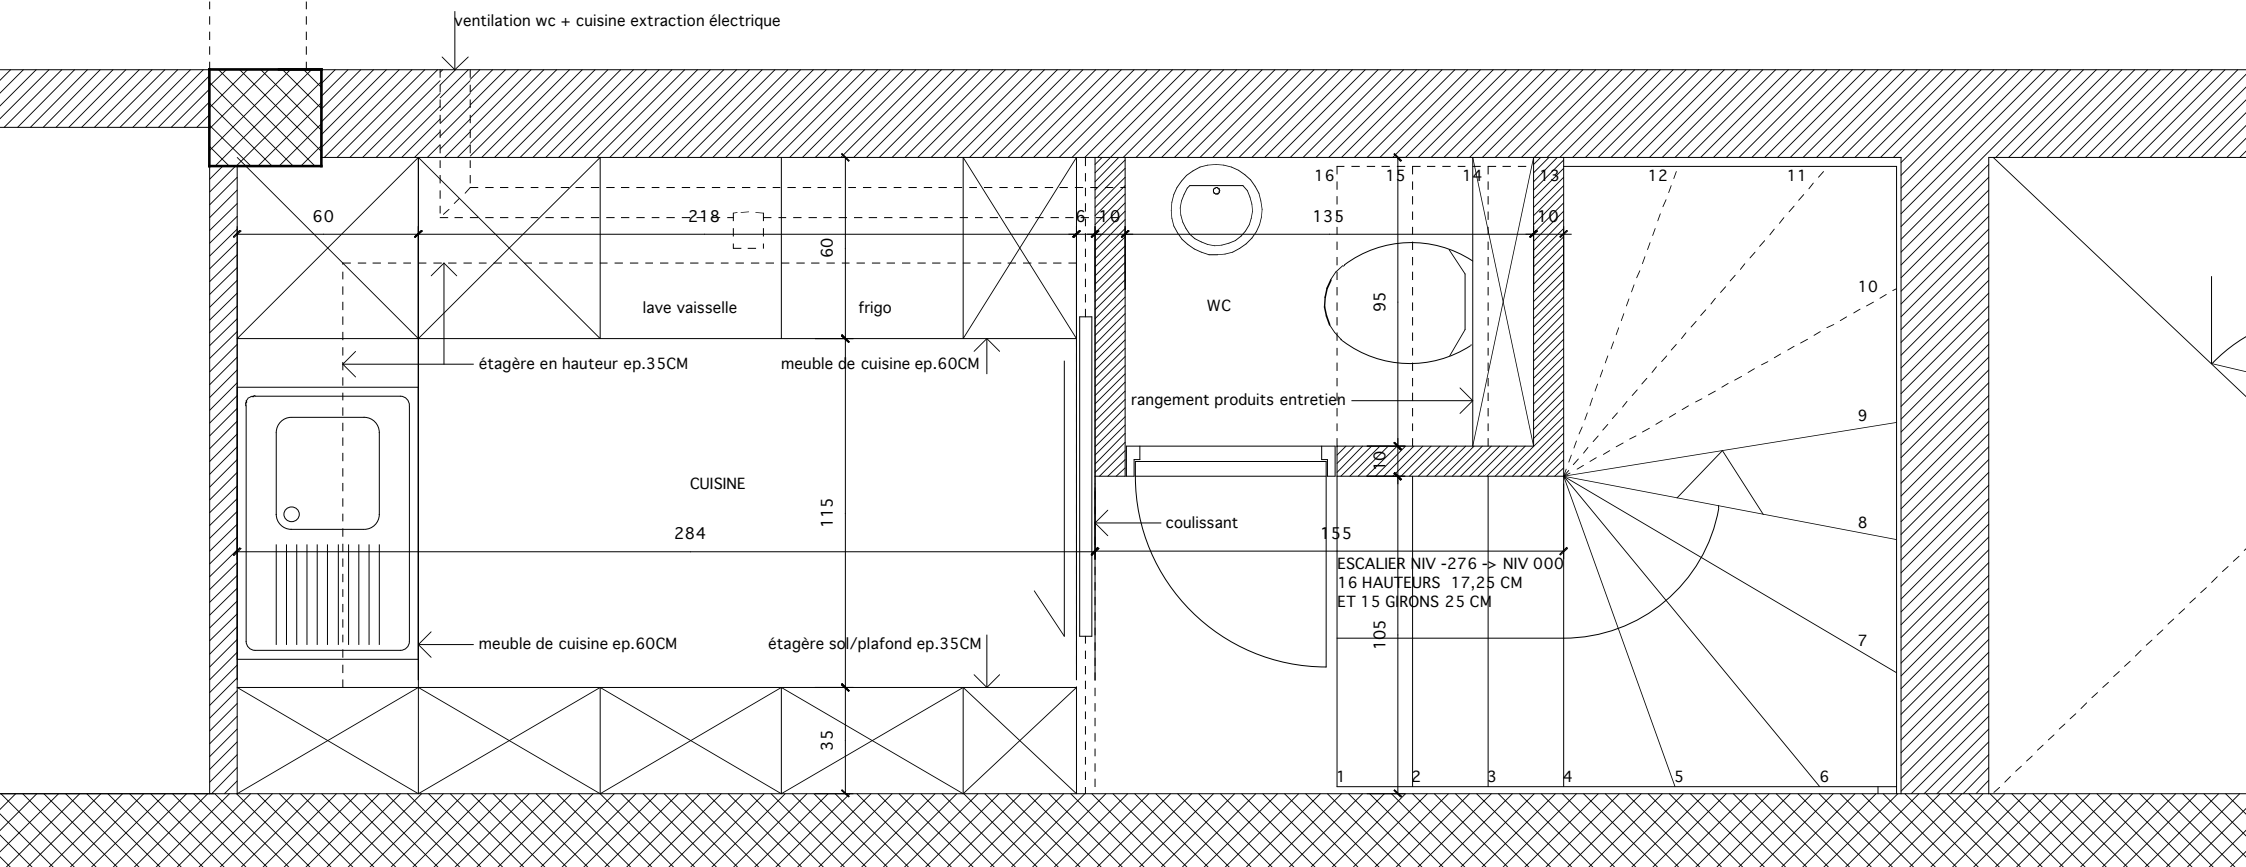 ventilation wc + cuisine extraction électrique
16 15 14 13 12 11
60 218 6 10 135 10
60
10
lave vaisselle
frigo
WC
95
étagère en hauteur ep.35CM
meuble de cuisine ep.60CM
rangement produits entretien
9
10
CUISINE
115
284
coulissant
155
8
ESCALIER NIV -276 -> NIV 000
16 HAUTEURS 17,25 CM
ET 15 GIRONS 25 CM
105
7
meuble de cuisine ep.60CM
étagère sol/plafond ep.35CM
35
1 2 3 4 5 6